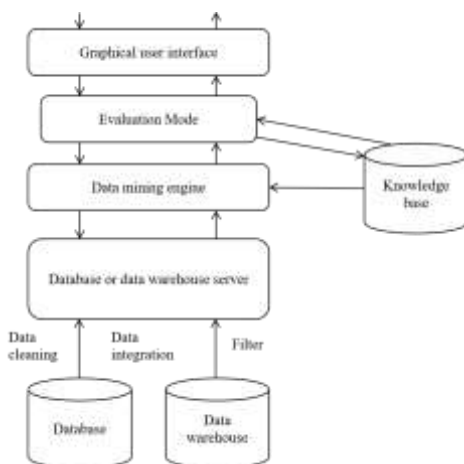 Graphical user interface
Evaluation Mode
Data mining engine
Knowledge
base
Database or data warehouse server
Data
cleaning
Data
integration
Filter
Database
Data
warehouse